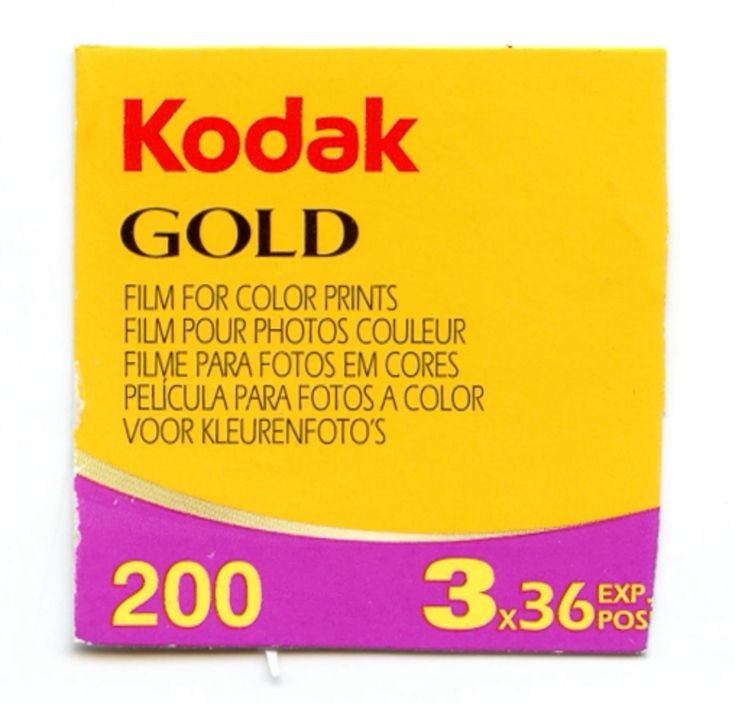 Kodak
GOLD
FILM FOR COLOR PRINTS
FILM POUR PHOTOS COULEUR
FILME PARA FOTOS EM CORES
PELÍCULA PARA FOTOS A COLOR
VOOR KLEURENFOTO'S
200
3x36 EXP.
POS